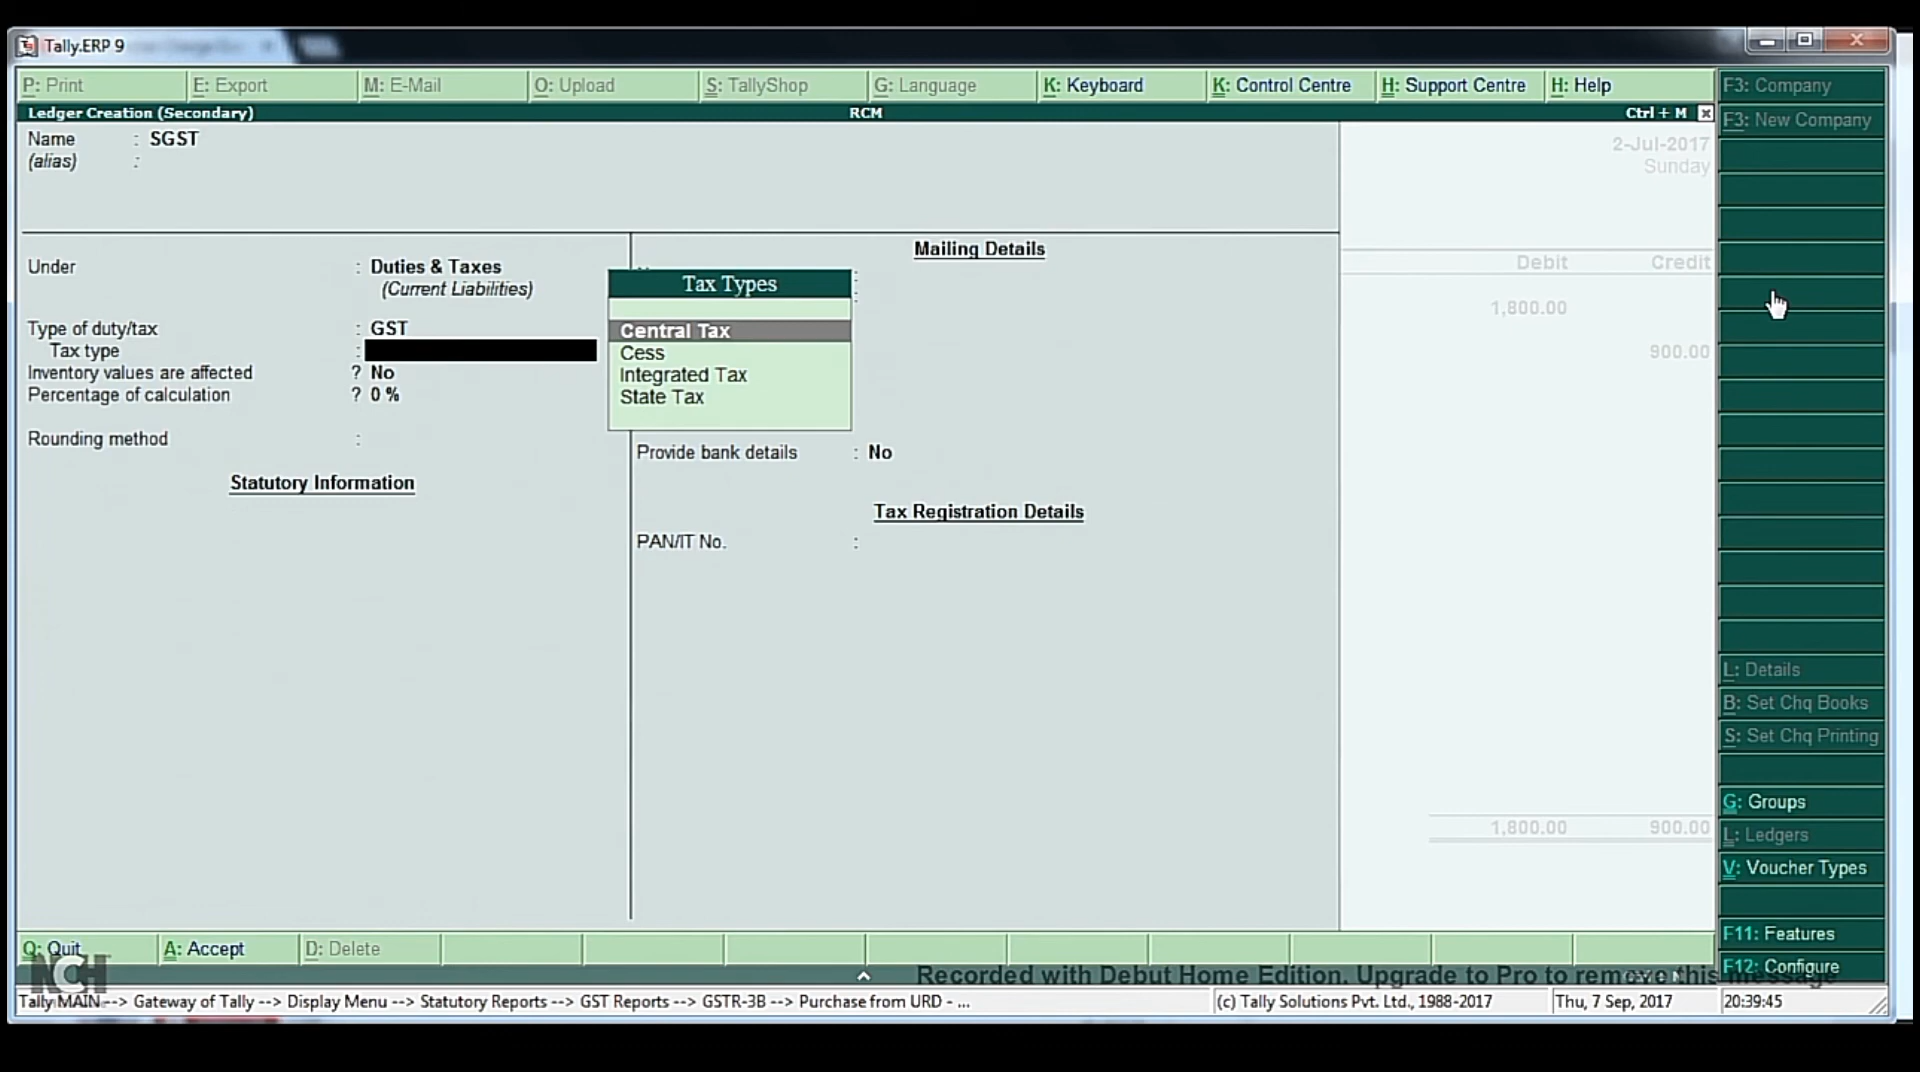 Tally.ERP 9
P: Print E: Export M: E-Mail O: Upload S: TallyShop G: Language K: Keyboard K: Control Centre H: Support Centre H: Help
F3: Company
F3: New Company
Ledger Creation (Secondary) RCM Ctrl + M
Name : SGST
(alias) :
2-Jul-2017
Sunday
Under : Duties & Taxes
(Current Liabilities)
Type of duty/tax : GST
Tax type :
Inventory values are affected ? No
Percentage of calculation ? 0 %
Rounding method :
Statutory Information
Tax Types
Central Tax
Cess
Integrated Tax
State Tax
Mailing Details
Provide bank details : No
Tax Registration Details
PAN/IT No. :
Debit Credit
1,800.00
900.00
1,800.00 900.00
L: Details
B: Set Chq Books
S: Set Chq Printing
G: Groups
L: Ledgers
V: Voucher Types
F11: Features
F12: Configure
Q: Quit A: Accept D: Delete
NCH
Recorded with Debut Home Edition. Upgrade to Pro to remove this message
Tally MAIN --> Gateway of Tally --> Display Menu --> Statutory Reports --> GST Reports --> GSTR-3B --> Purchase from URD - ... (c) Tally Solutions Pvt. Ltd., 1988-2017 Thu, 7 Sep, 2017 20:39:45